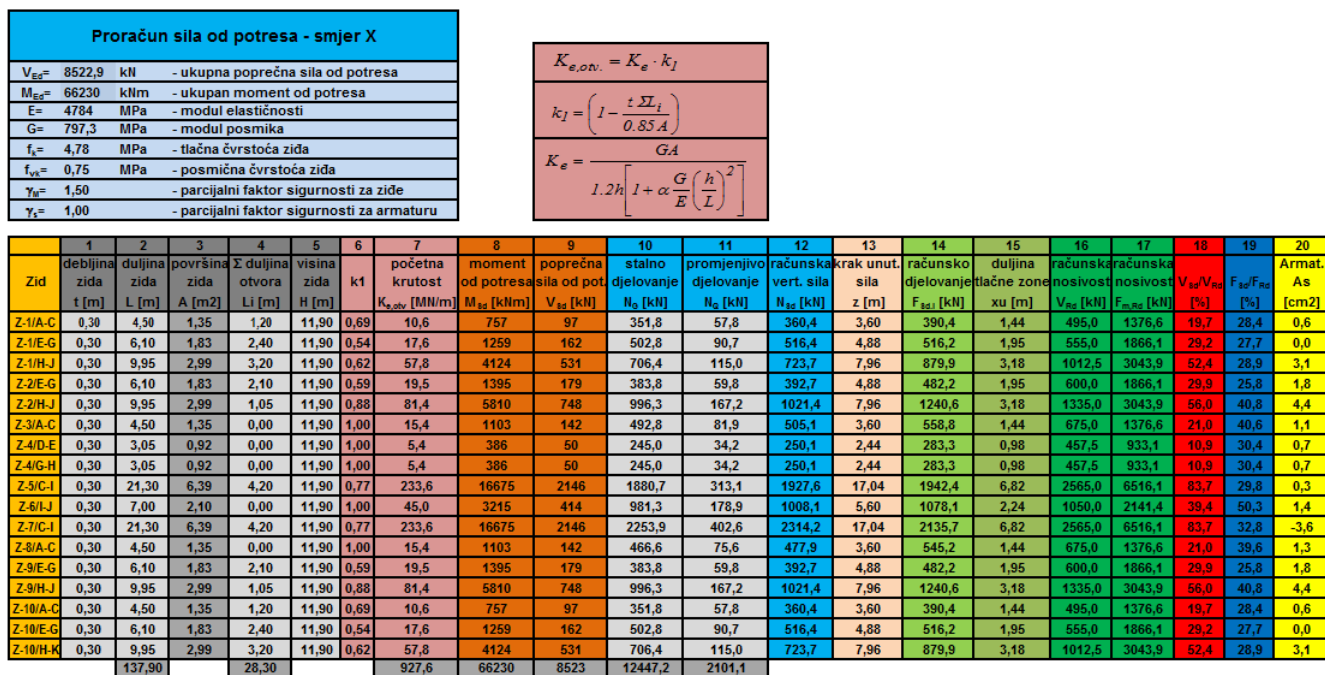 Proračun sila od potresa - smjer X
V_Ed= 8522,9 kN - ukupna poprečna sila od potresa
M_Ed= 66230 kNm - ukupan moment od potresa
E= 4784 MPa - modul elastičnosti
G= 797,3 MPa - modul posmika
f_k= 4,78 MPa - tlačna čvrstoća ziđa
f_vk= 0,75 MPa - posmična čvrstoća ziđa
γ_M= 1,50 - parcijalni faktor sigurnosti za ziđe
γ_s= 1,00 - parcijalni faktor sigurnosti za armaturu
K_e,otv. = K_e · k_1
k_1 = (1 - t ΣL_i / 0.85 A)
K_e = GA / 1.2h[1 + α G/E (h/L)^2]
1 2 3 4 5 6 7 8 9 10 11 12 13 14 15 16 17 18 19 20
Zid debljina zida t [m] duljina zida L [m] površina zida A [m2] Σ duljina otvora Li [m] visina zida H [m] k1 početna krutost K_e,otv [MN/m] moment od potresa M_Sd [kNm] poprečna sila od pot. V_Sd [kN] stalno djelovanje N_G [kN] promjenjivo djelovanje N_Q [kN] računska vert. sila N_Sd [kN] krak unut. sila z [m] računsko djelovanje F_Sd,i [kN] duljina tlačne zone xu [m] računska nosivost V_Rd [kN] računska nosivost F_m,Rd [kN] V_Sd/V_Rd [%] F_Sd/F_Rd [%] Armat. As [cm2]
Z-1/A-C 0,30 4,50 1,35 1,20 11,90 0,69 10,6 757 97 351,8 57,8 360,4 3,60 390,4 1,44 495,0 1376,6 19,7 28,4 0,6
Z-1/E-G 0,30 6,10 1,83 2,40 11,90 0,54 17,6 1259 162 502,8 90,7 516,4 4,88 516,2 1,95 555,0 1866,1 29,2 27,7 0,0
Z-1/H-J 0,30 9,95 2,99 3,20 11,90 0,62 57,8 4124 531 706,4 115,0 723,7 7,96 879,9 3,18 1012,5 3043,9 52,4 28,9 3,1
Z-2/E-G 0,30 6,10 1,83 2,10 11,90 0,59 19,5 1395 179 383,8 59,8 392,7 4,88 482,2 1,95 600,0 1866,1 29,9 25,8 1,8
Z-2/H-J 0,30 9,95 2,99 1,05 11,90 0,88 81,4 5810 748 996,3 167,2 1021,4 7,96 1240,6 3,18 1335,0 3043,9 56,0 40,8 4,4
Z-3/A-C 0,30 4,50 1,35 0,00 11,90 1,00 15,4 1103 142 492,8 81,9 505,1 3,60 558,8 1,44 675,0 1376,6 21,0 40,6 1,1
Z-4/D-E 0,30 3,05 0,92 0,00 11,90 1,00 5,4 386 50 245,0 34,2 250,1 2,44 283,3 0,98 457,5 933,1 10,9 30,4 0,7
Z-4/G-H 0,30 3,05 0,92 0,00 11,90 1,00 5,4 386 50 245,0 34,2 250,1 2,44 283,3 0,98 457,5 933,1 10,9 30,4 0,7
Z-5/C-I 0,30 21,30 6,39 4,20 11,90 0,77 233,6 16675 2146 1880,7 313,1 1927,6 17,04 1942,4 6,82 2565,0 6516,1 83,7 29,8 0,3
Z-6/I-J 0,30 7,00 2,10 0,00 11,90 1,00 45,0 3215 414 981,3 178,9 1008,1 5,60 1078,1 2,24 1050,0 2141,4 39,4 50,3 1,4
Z-7/C-I 0,30 21,30 6,39 4,20 11,90 0,77 233,6 16675 2146 2253,9 402,6 2314,2 17,04 2135,7 6,82 2565,0 6516,1 83,7 32,8 -3,6
Z-8/A-C 0,30 4,50 1,35 0,00 11,90 1,00 15,4 1103 142 466,6 75,6 477,9 3,60 545,2 1,44 675,0 1376,6 21,0 39,6 1,3
Z-9/E-G 0,30 6,10 1,83 2,10 11,90 0,59 19,5 1395 179 383,8 59,8 392,7 4,88 482,2 1,95 600,0 1866,1 29,9 25,8 1,8
Z-9/H-J 0,30 9,95 2,99 1,05 11,90 0,88 81,4 5810 748 996,3 167,2 1021,4 7,96 1240,6 3,18 1335,0 3043,9 56,0 40,8 4,4
Z-10/A-C 0,30 4,50 1,35 1,20 11,90 0,69 10,6 757 97 351,8 57,8 360,4 3,60 390,4 1,44 495,0 1376,6 19,7 28,4 0,6
Z-10/E-G 0,30 6,10 1,83 2,40 11,90 0,54 17,6 1259 162 502,8 90,7 516,4 4,88 516,2 1,95 555,0 1866,1 29,2 27,7 0,0
Z-10/H-K 0,30 9,95 2,99 3,20 11,90 0,62 57,8 4124 531 706,4 115,0 723,7 7,96 879,9 3,18 1012,5 3043,9 52,4 28,9 3,1
137,90 28,30 927,6 66230 8523 12447,2 2101,1